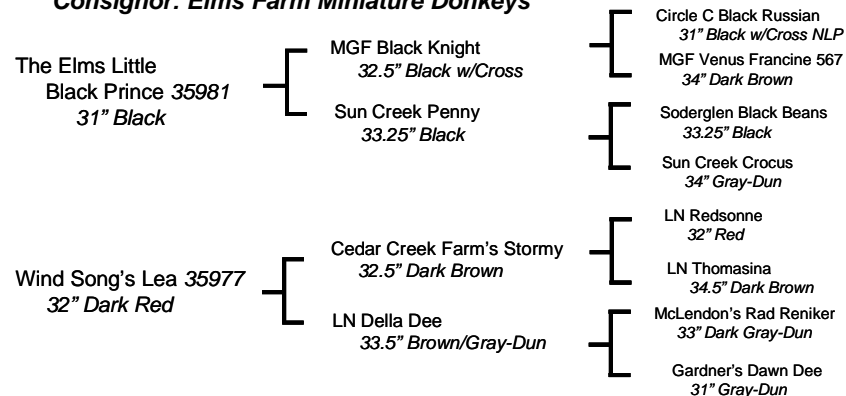 Consignor: Elms Farm Miniature Donkeys
The Elms Little
Black Prince 35981
31” Black
MGF Black Knight
32.5” Black w/Cross
Sun Creek Penny
33.25” Black
Circle C Black Russian
31” Black w/Cross NLP
MGF Venus Francine 567
34” Dark Brown
Soderglen Black Beans
33.25” Black
Sun Creek Crocus
34” Gray-Dun
Wind Song’s Lea 35977
32” Dark Red
Cedar Creek Farm’s Stormy
32.5” Dark Brown
LN Della Dee
33.5” Brown/Gray-Dun
LN Redsonne
32” Red
LN Thomasina
34.5” Dark Brown
McLendon’s Rad Reniker
33” Dark Gray-Dun
Gardner’s Dawn Dee
31” Gray-Dun